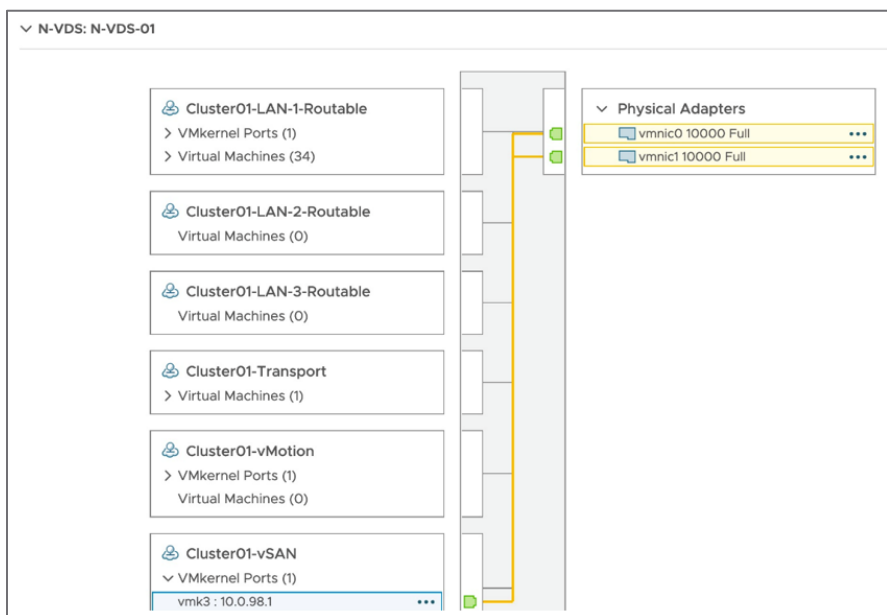 N-VDS: N-VDS-01
Cluster01-LAN-1-Routable
VMkernel Ports (1)
Virtual Machines (34)
Cluster01-LAN-2-Routable
Virtual Machines (0)
Cluster01-LAN-3-Routable
Virtual Machines (0)
Cluster01-Transport
Virtual Machines (1)
Cluster01-vMotion
VMkernel Ports (1)
Virtual Machines (0)
Cluster01-vSAN
VMkernel Ports (1)
vmk3 : 10.0.98.1
Physical Adapters
vmnic0 10000 Full
vmnic1 10000 Full